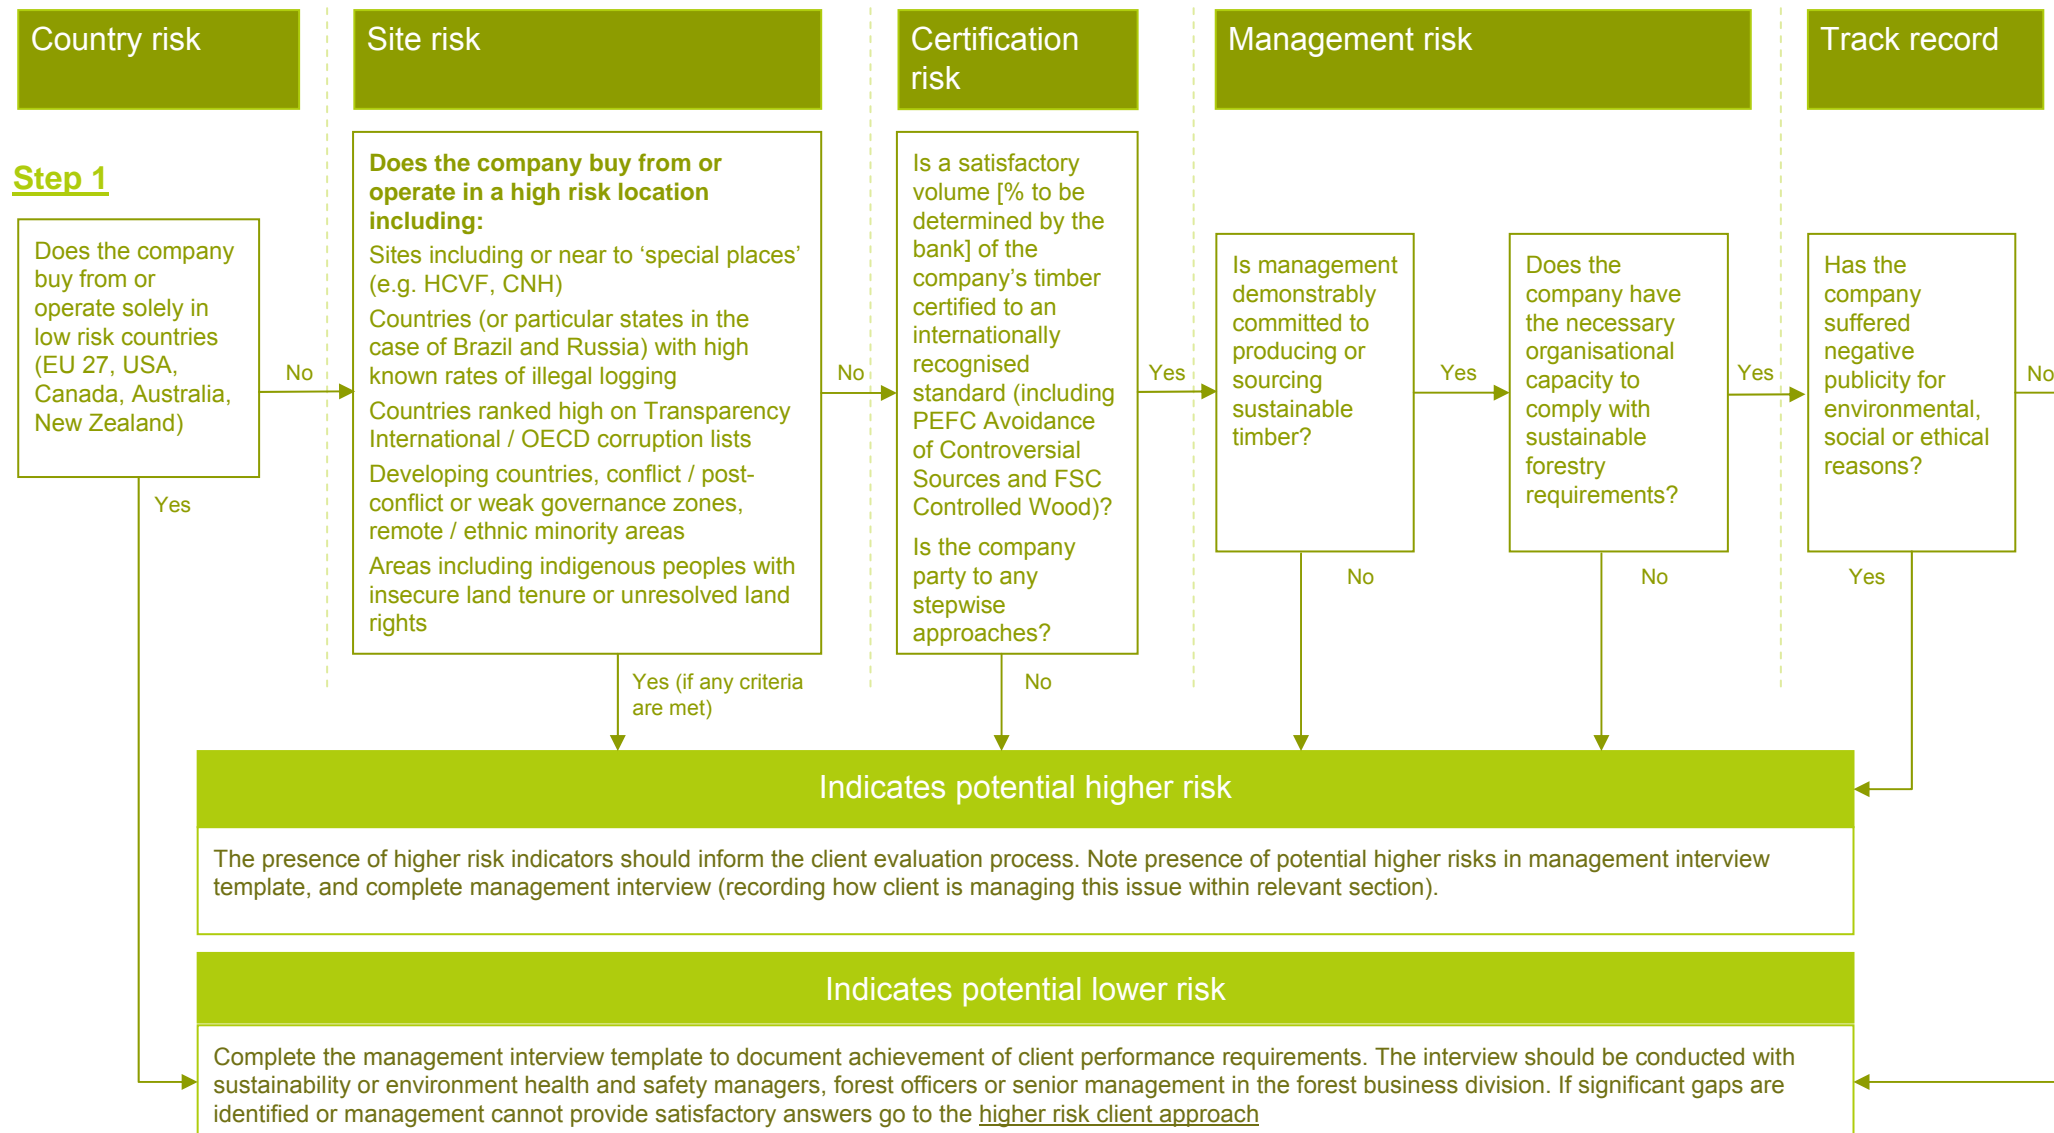 Country risk
Site risk
Certification
risk
Management risk
Track record
Step 1
Does the company
buy from or
operate solely in
low risk countries
(EU 27, USA,
Canada, Australia,
New Zealand)
No
Yes
Does the company buy from or
operate in a high risk location
including:
Sites including or near to ‘special places’
(e.g. HCVF, CNH)
Countries (or particular states in the
case of Brazil and Russia) with high
known rates of illegal logging
Countries ranked high on Transparency
International / OECD corruption lists
Developing countries, conflict / post-
conflict or weak governance zones,
remote / ethnic minority areas
Areas including indigenous peoples with
insecure land tenure or unresolved land
rights
No
Yes (if any criteria
are met)
Is a satisfactory
volume [% to be
determined by the
bank] of the
company’s timber
certified to an
internationally
recognised
standard (including
PEFC Avoidance
of Controversial
Sources and FSC
Controlled Wood)?
Is the company
party to any
stepwise
approaches?
Yes
No
Is management
demonstrably
committed to
producing or
sourcing
sustainable
timber?
Yes
No
Does the
company have
the necessary
organisational
capacity to
comply with
sustainable
forestry
requirements?
Yes
No
Has the
company
suffered
negative
publicity for
environmental,
social or ethical
reasons?
No
Yes
Indicates potential higher risk
The presence of higher risk indicators should inform the client evaluation process. Note presence of potential higher risks in management interview
template, and complete management interview (recording how client is managing this issue within relevant section).
Indicates potential lower risk
Complete the management interview template to document achievement of client performance requirements. The interview should be conducted with
sustainability or environment health and safety managers, forest officers or senior management in the forest business division. If significant gaps are
identified or management cannot provide satisfactory answers go to the higher risk client approach